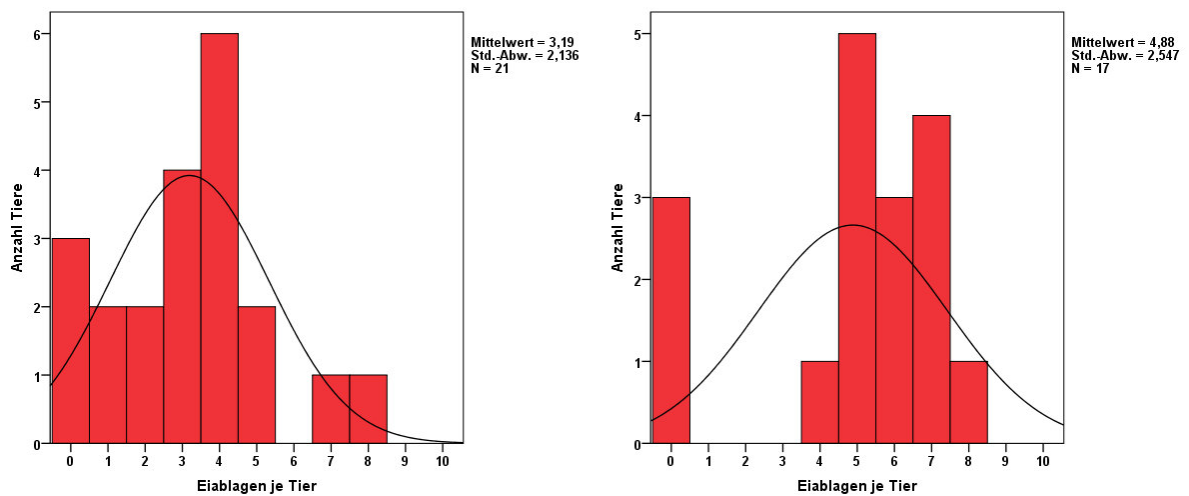 Mittelwert = 3,19
Std.-Abw. = 2,136
N = 21
Anzahl Tiere
6
5
4
3
2
1
0
0 1 2 3 4 5 6 7 8 9 10
Eiablagen je Tier
Mittelwert = 4,88
Std.-Abw. = 2,547
N = 17
Anzahl Tiere
5
4
3
2
1
0
0 1 2 3 4 5 6 7 8 9 10
Eiablagen je Tier